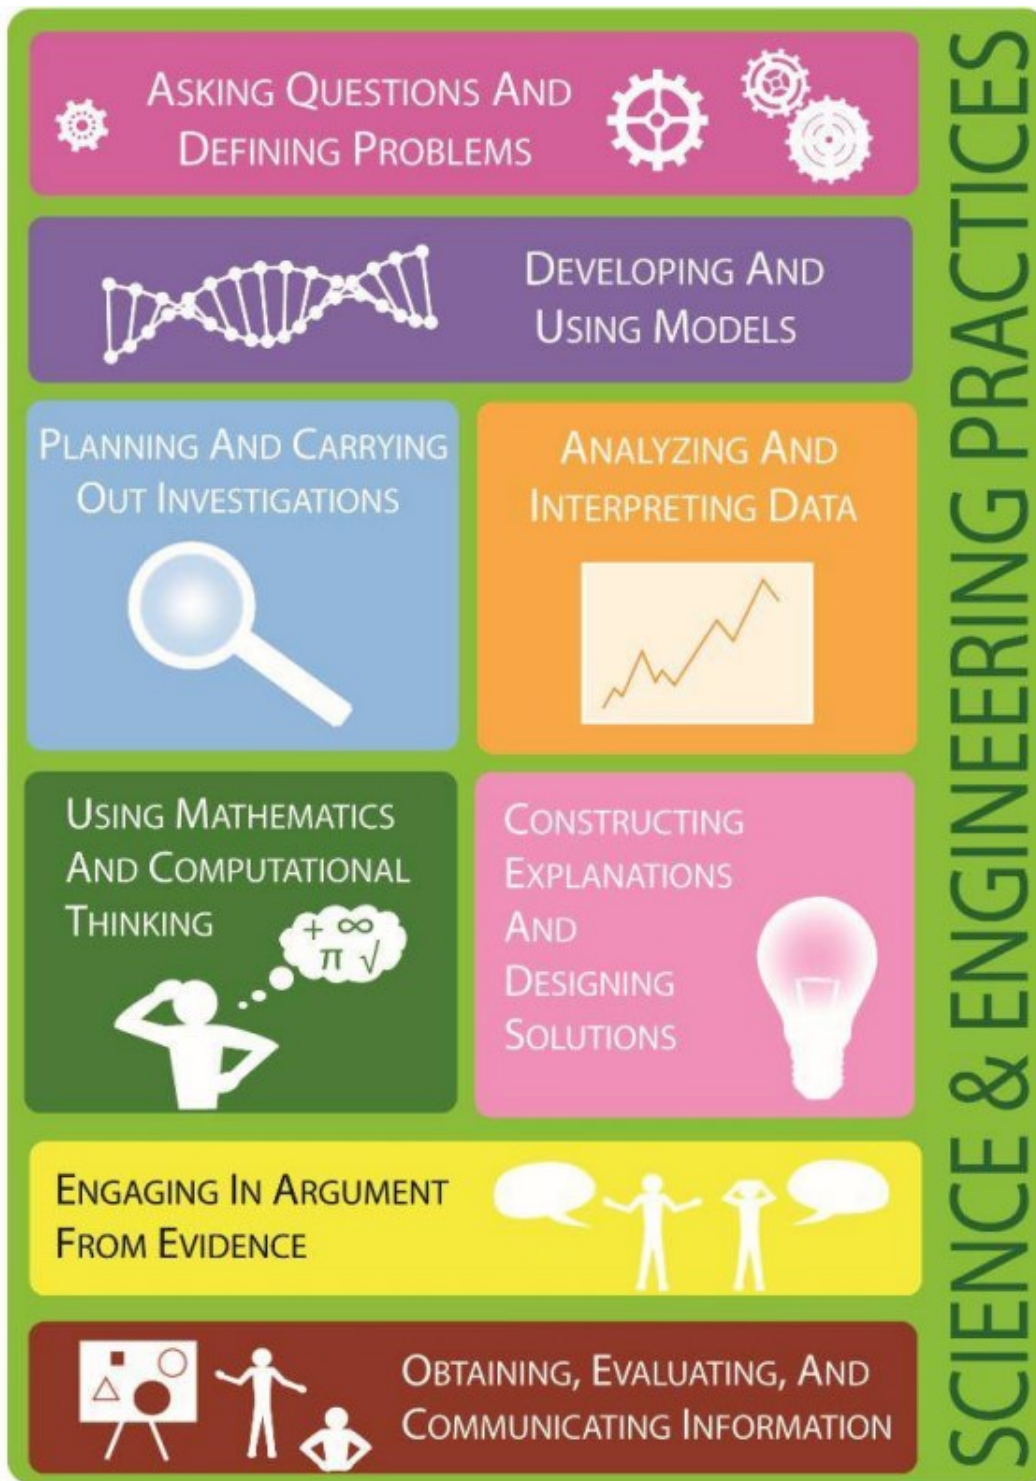 ASKING QUESTIONS AND
DEFINING PROBLEMS
DEVELOPING AND
USING MODELS
PLANNING AND CARRYING
OUT INVESTIGATIONS
ANALYZING AND
INTERPRETING DATA
USING MATHEMATICS
AND COMPUTATIONAL
THINKING
+ ∞
π √
CONSTRUCTING
EXPLANATIONS
AND
DESIGNING
SOLUTIONS
ENGAGING IN ARGUMENT
FROM EVIDENCE
OBTAINING, EVALUATING, AND
COMMUNICATING INFORMATION
SCIENCE & ENGINEERING PRACTICES